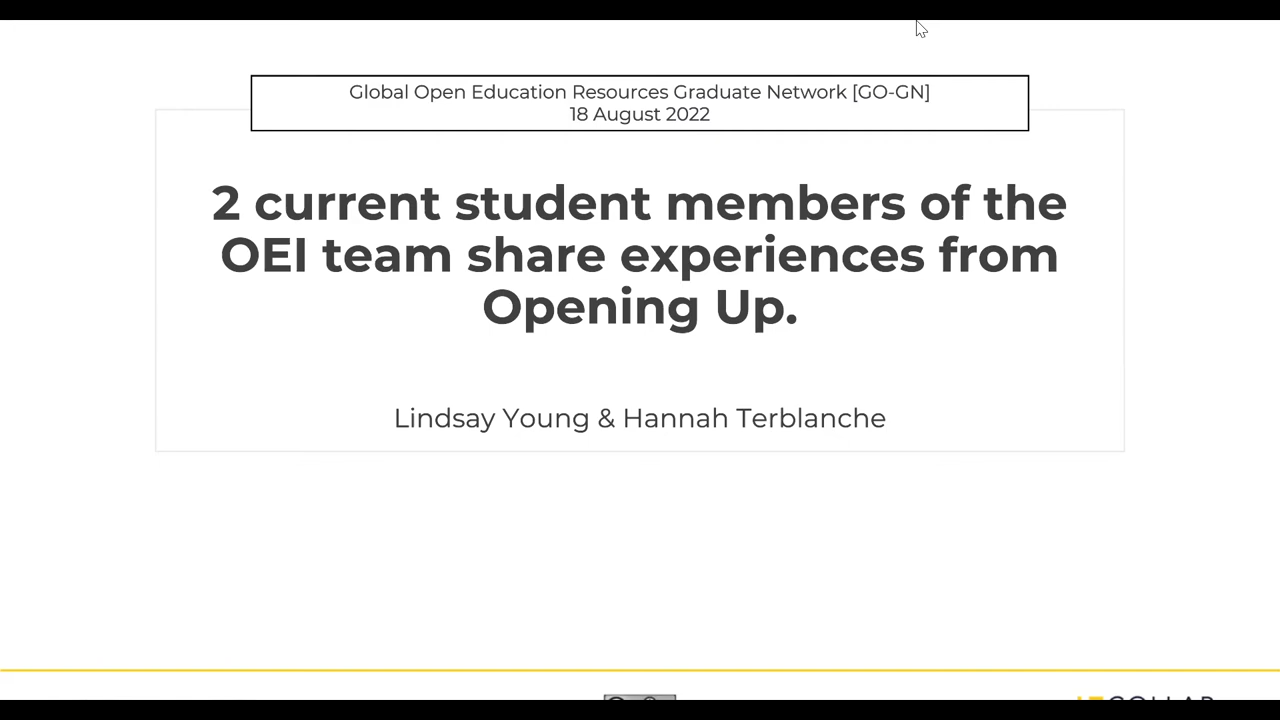 Global Open Education Resources Graduate Network [GO-GN]
18 August 2022
2 current student members of the
OEI team share experiences from
Opening Up.
Lindsay Young & Hannah Terblanche